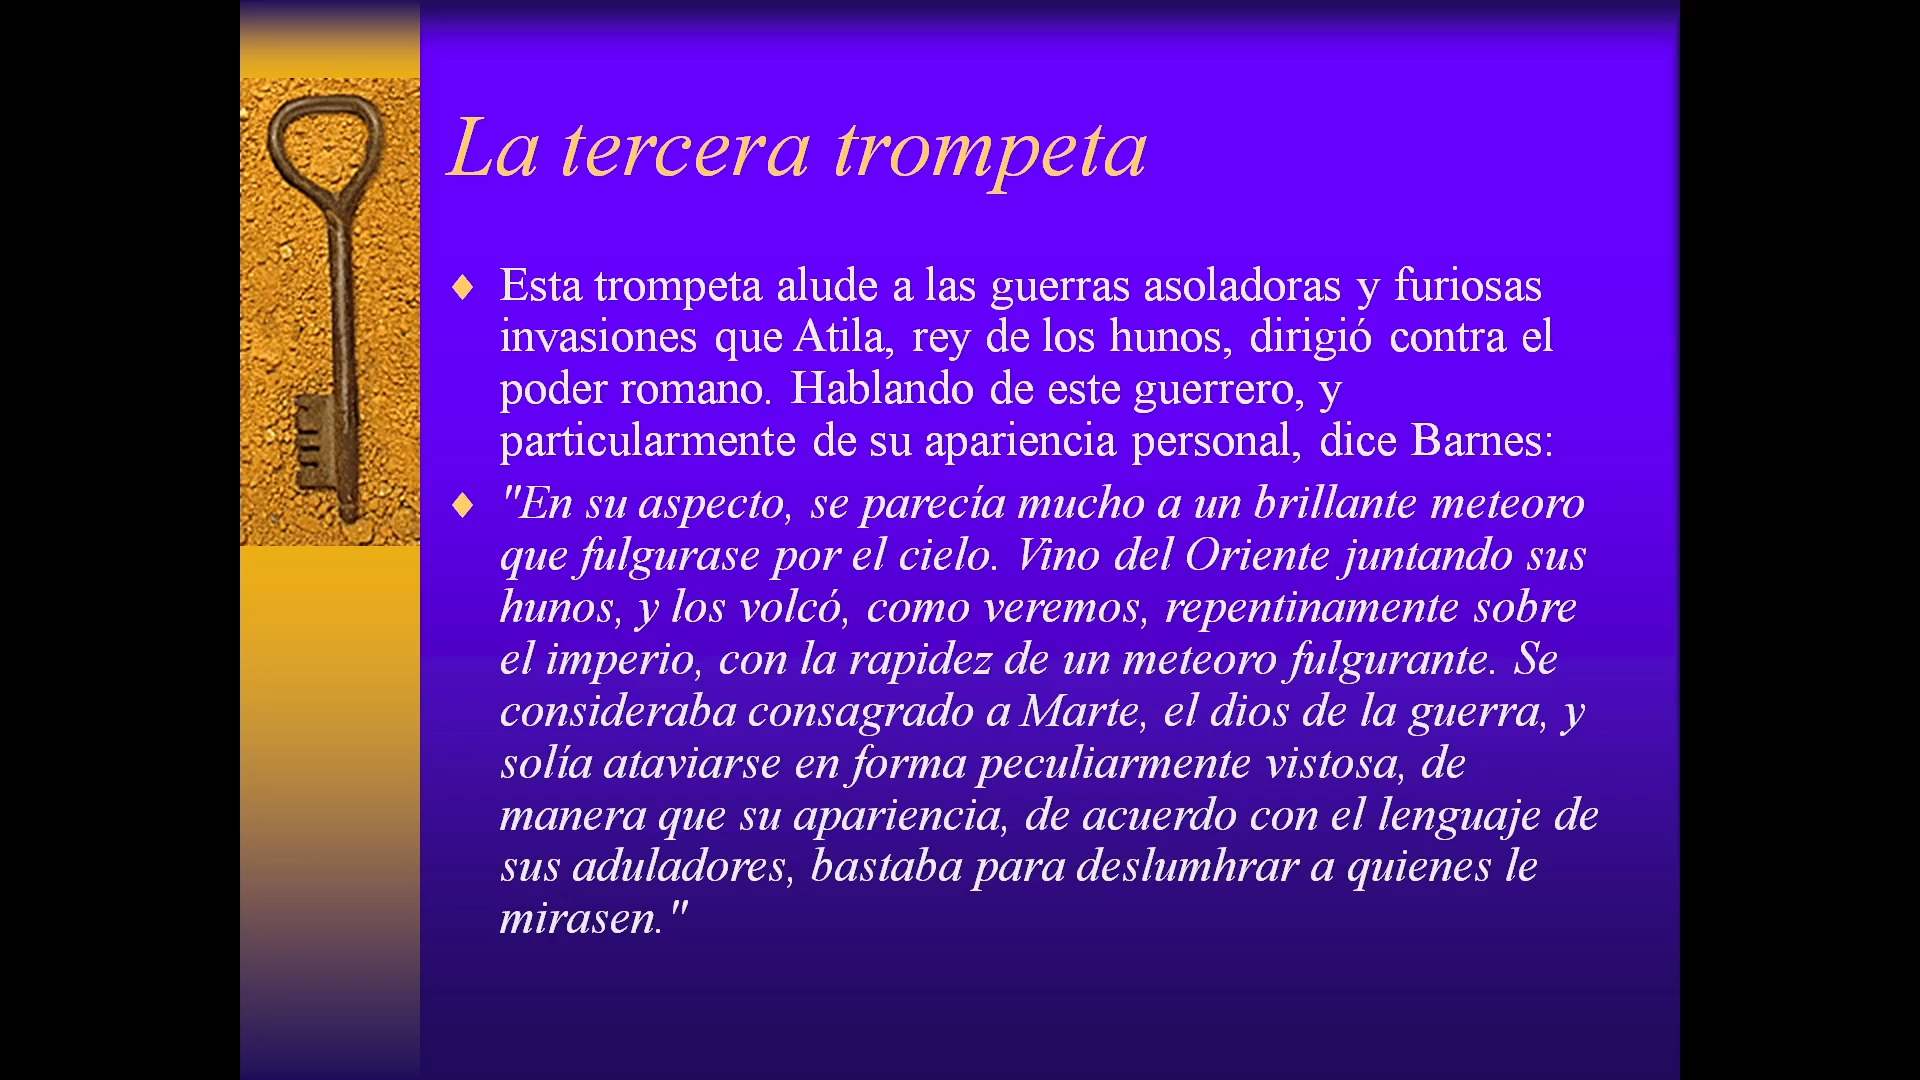 La tercera trompeta
♦ Esta trompeta alude a las guerras asoladoras y furiosas
invasiones que Atila, rey de los hunos, dirigió contra el
poder romano. Hablando de este guerrero, y
particularmente de su apariencia personal, dice Barnes:
♦ "En su aspecto, se parecía mucho a un brillante meteoro
que fulgurase por el cielo. Vino del Oriente juntando sus
hunos, y los volcó, como veremos, repentinamente sobre
el imperio, con la rapidez de un meteoro fulgurante. Se
consideraba consagrado a Marte, el dios de la guerra, y
solía ataviarse en forma peculiarmente vistosa, de
manera que su apariencia, de acuerdo con el lenguaje de
sus aduladores, bastaba para deslumhrar a quienes le
mirasen."